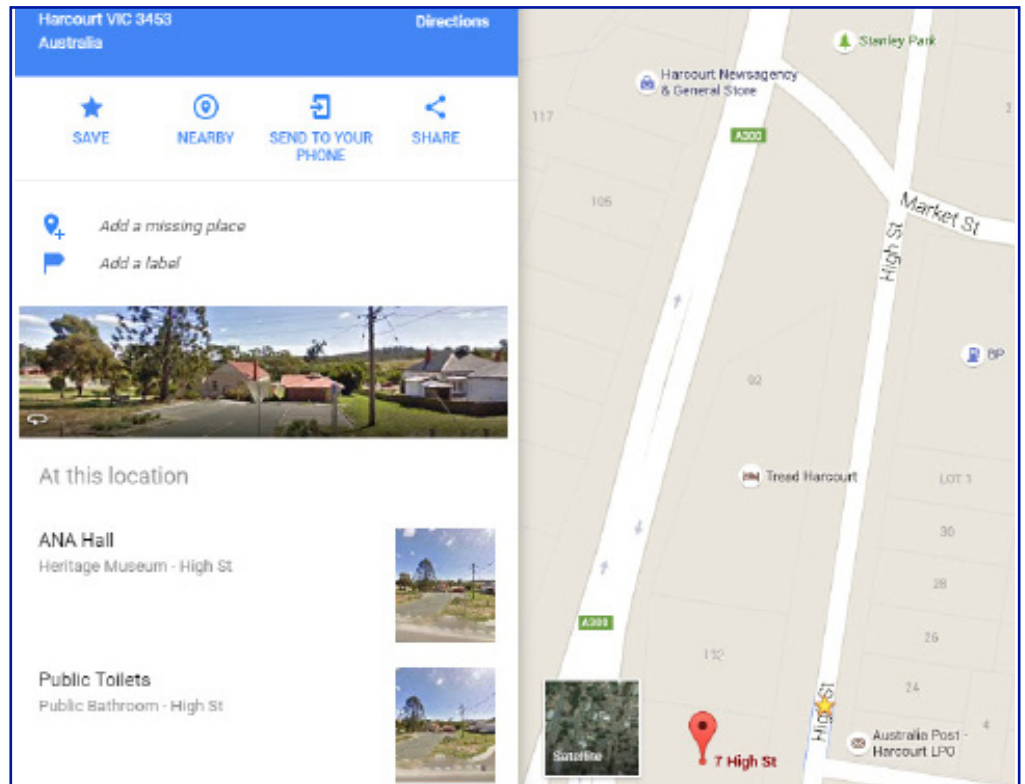 Harcourt VIC 3453
Australia
Directions
SAVE
NEARBY
SEND TO YOUR
PHONE
SHARE
Add a missing place
Add a label
At this location
ANA Hall
Heritage Museum - High St
Public Toilets
Public Bathroom - High St
Stanley Park
Harcourt Newsagency
& General Store
117
2
A300
105
Market St
High St
BP
92
Tread Harcourt
LOT 1
30
28
A300
26
132
24
High St
4
Australia Post -
Harcourt LPO
Satellite
7 High St